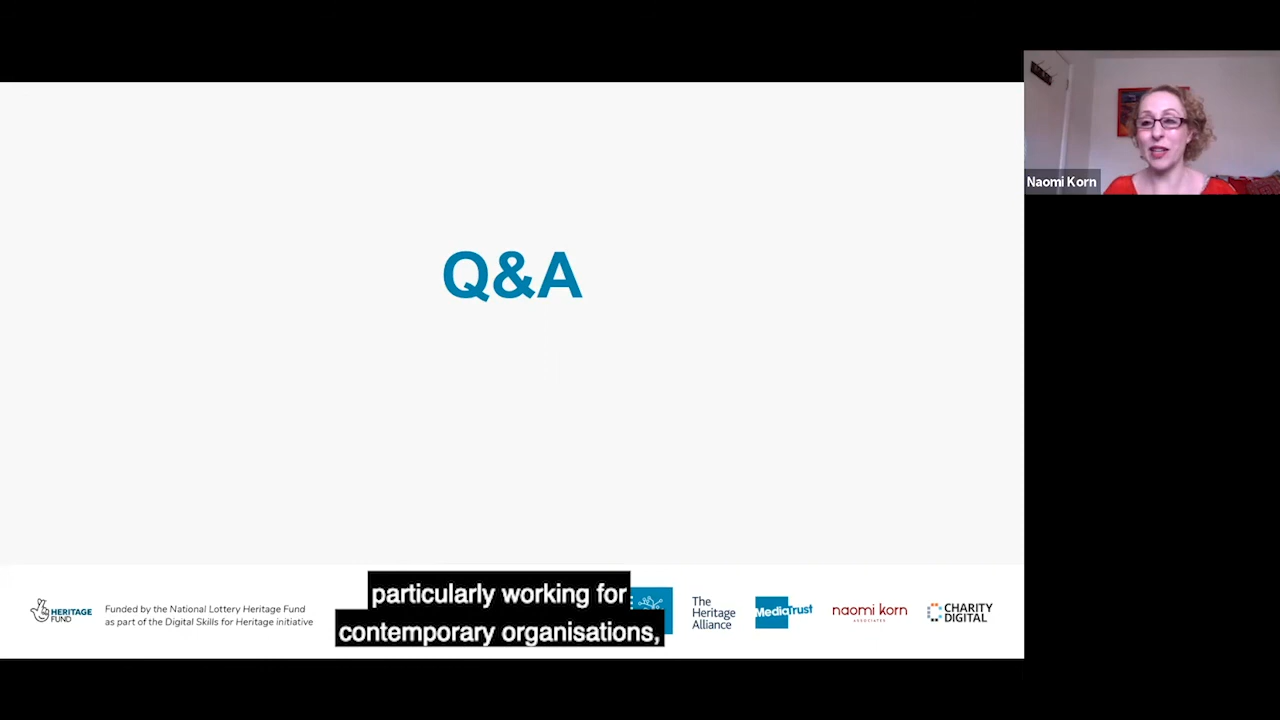 Naomi Korn
Q&A
HERITAGE
FUND
Funded by the National Lottery Heritage Fund
as part of the Digital Skills for Heritage initiative
particularly working for
contemporary organisations,
The
Heritage
Alliance
MediaTrust
naomi korn
ASSOCIATES
CHARITY
DIGITAL